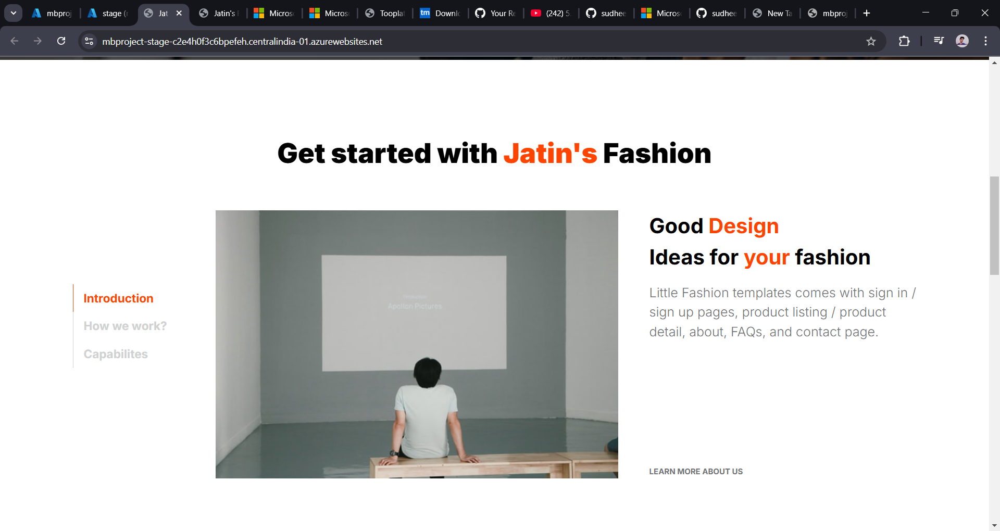 mbproj
stage (
Jat
Jatin's
Micros
Micros
Tooplat
tm Downlo
Your Re
(242) 5
sudhee
Micros
sudhee
New Ta
mbproj
mbproject-stage-c2e4h0f3c6bpefeh.centralindia-01.azurewebsites.net
Get started with Jatin's Fashion
Introduction
How we work?
Capabilites
Apollon Pictures
Good Design
Ideas for your fashion
Little Fashion templates comes with sign in /
sign up pages, product listing / product
detail, about, FAQs, and contact page.
LEARN MORE ABOUT US